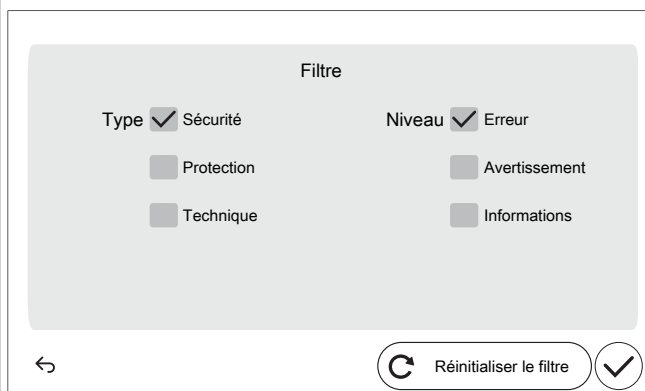 Filtre
Type Sécurité Niveau Erreur
Protection Avertissement
Technique Informations
Réinitialiser le filtre